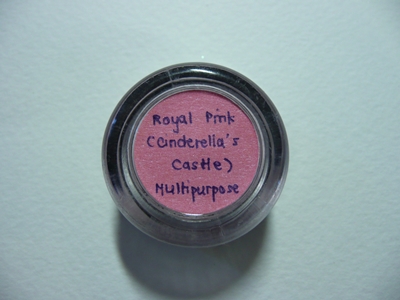 Royal Pink
(Cinderella's
Castle)
Multipurpose